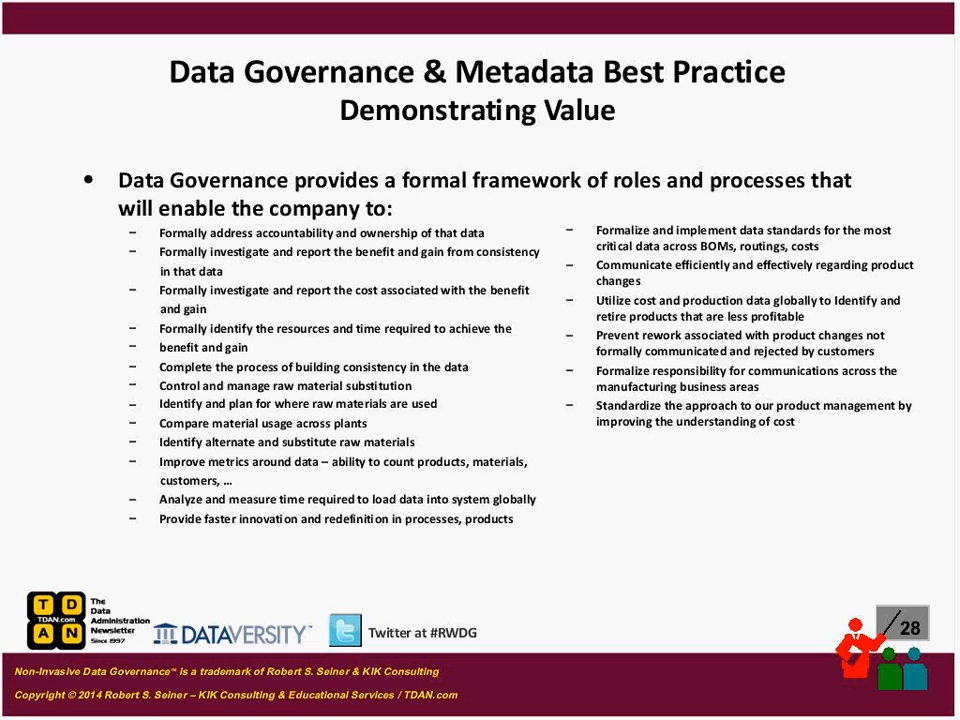 Data Governance & Metadata Best Practice
Demonstrating Value
• Data Governance provides a formal framework of roles and processes that
will enable the company to:
– Formally address accountability and ownership of that data
– Formally investigate and report the benefit and gain from consistency
in that data
– Formally investigate and report the cost associated with the benefit
and gain
– Formally identify the resources and time required to achieve the
– benefit and gain
– Complete the process of building consistency in the data
– Control and manage raw material substitution
– Identify and plan for where raw materials are used
– Compare material usage across plants
– Identify alternate and substitute raw materials
– Improve metrics around data – ability to count products, materials,
customers, …
– Analyze and measure time required to load data into system globally
– Provide faster innovation and redefinition in processes, products
– Formalize and implement data standards for the most
critical data across BOMs, routings, costs
– Communicate efficiently and effectively regarding product
changes
– Utilize cost and production data globally to Identify and
retire products that are less profitable
– Prevent rework associated with product changes not
formally communicated and rejected by customers
– Formalize responsibility for communications across the
manufacturing business areas
– Standardize the approach to our product management by
improving the understanding of cost
T D
TDAN.com
A N
The
Data
Administration
Newsletter
Since 1997
DATAVERSITY™
Twitter at #RWDG
28
Non-Invasive Data Governance™ is a trademark of Robert S. Seiner & KIK Consulting
Copyright © 2014 Robert S. Seiner – KIK Consulting & Educational Services / TDAN.com